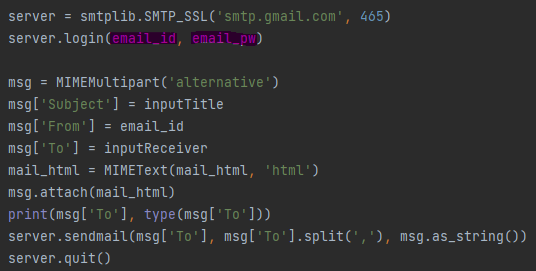 server = smtplib.SMTP_SSL('smtp.gmail.com', 465)
server.login(email_id, email_pw)
msg = MIMEMultipart('alternative')
msg['Subject'] = inputTitle
msg['From'] = email_id
msg['To'] = inputReceiver
mail_html = MIMEText(mail_html, 'html')
msg.attach(mail_html)
print(msg['To'], type(msg['To']))
server.sendmail(msg['To'], msg['To'].split(','), msg.as_string())
server.quit()